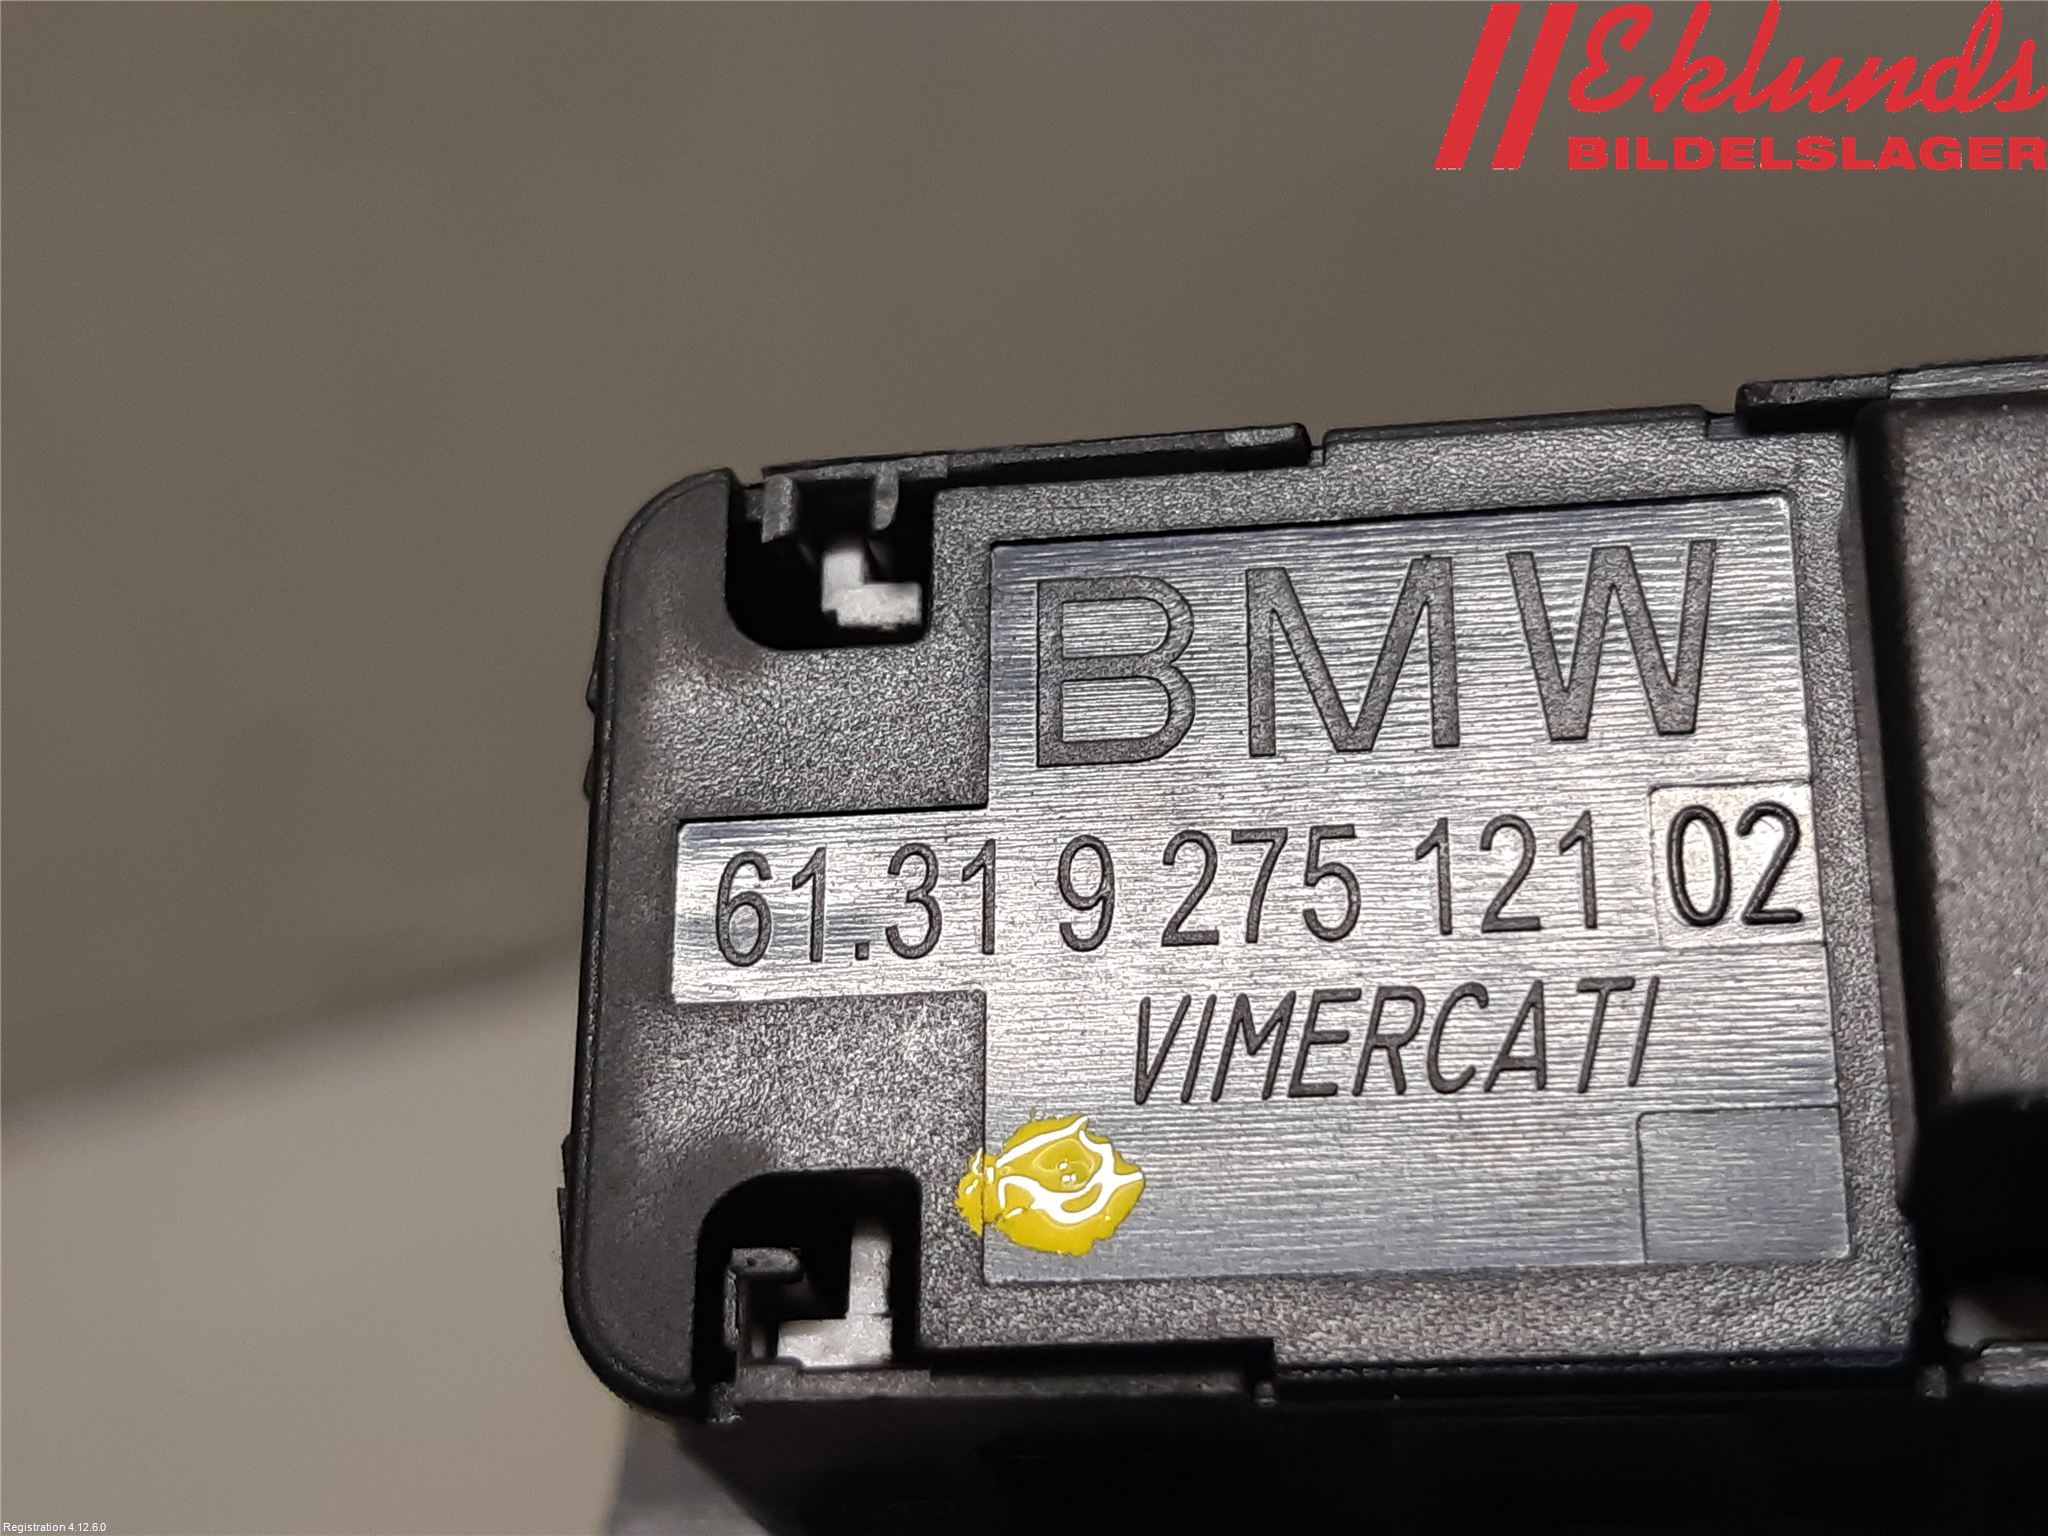 Eklunds
BILDELSLAGER
BMW
61.31 9 275 121 02
VIMERCATI
Registration 4.12.6.0